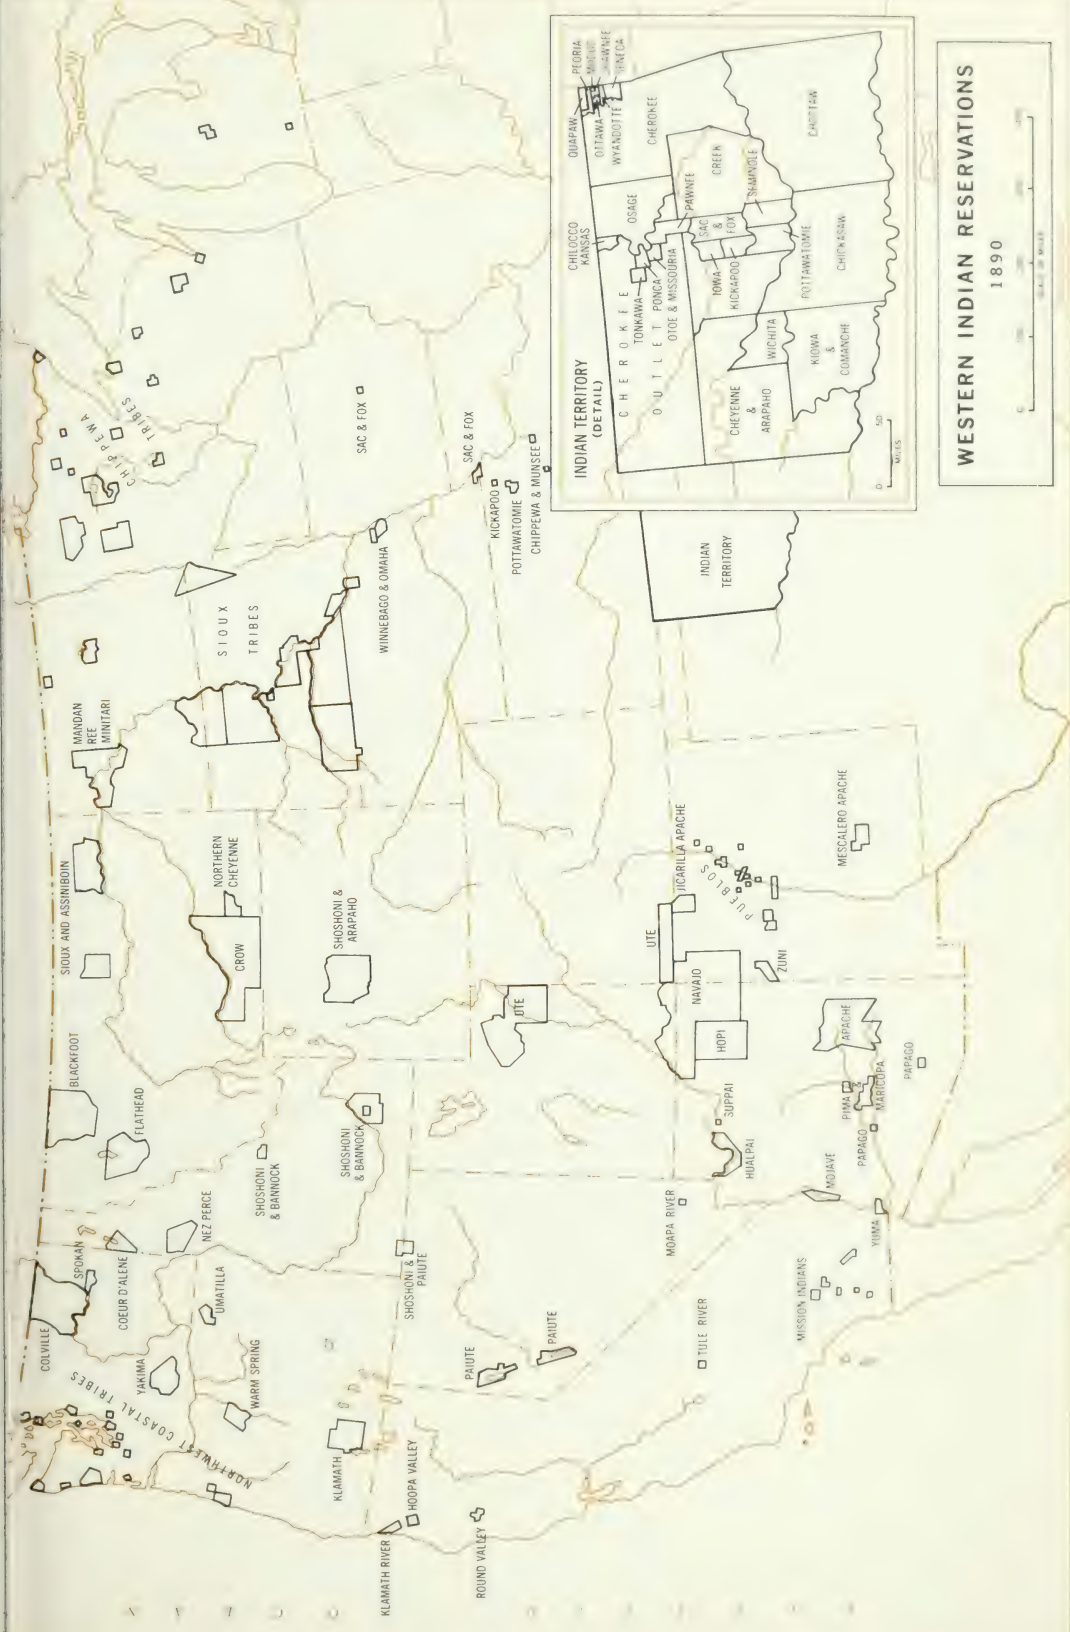 WESTERN INDIAN RESERVATIONS
1890
SCALE OF MILES
NORTHWEST COASTAL TRIBES
COLVILLE
SPOKAN
COEUR D'ALENE
YAKIMA
WARM SPRING
UMATILLA
NEZ PERCE
FLATHEAD
BLACKFOOT
SIOUX AND ASSINIBOIN
MANDAN
REE
MINITARI
CHIPPEWA
TRIBES
CROW
NORTHERN
CHEYENNE
SIOUX
TRIBES
SHOSHONI
& BANNOCK
SHOSHONI
& BANNOCK
SHOSHONI &
ARAPAHO
WINNEBAGO & OMAHA
SAC & FOX
SAC & FOX
KLAMATH
KLAMATH RIVER
HOOPA VALLEY
ROUND VALLEY
SHOSHONI &
PAIUTE
PAIUTE
PAIUTE
UTE
KICKAPOO
POTTAWATOMIE
CHIPPEWA & MUNSEE
TULE RIVER
MOAPA RIVER
HUALPAI
SUPPAI
HOPI
NAVAJO
UTE
JICARILLA APACHE
PUEBLOS
ZUNI
MISSION INDIANS
YUMA
MOJAVE
PAPAGO
PIMA &
MARICOPA
PAPAGO
APACHE
MESCALERO APACHE
INDIAN
TERRITORY
INDIAN TERRITORY
(DETAIL)
CHEROKEE
OUTLET
CHILOCCO
KANSAS
TONKAWA
PONCA
OTOE & MISSOURIA
OSAGE
PAWNEE
QUAPAW
PEORIA
SENECA
OTTAWA
WYANDOTTE
CHEROKEE
CREEK
SEMINOLE
SAC
&
FOX
IOWA
KICKAPOO
CHEYENNE
&
ARAPAHO
WICHITA
KIOWA
&
COMANCHE
POTTAWATOMIE
CHICKASAW
CHOCTAW
0 50
MILES